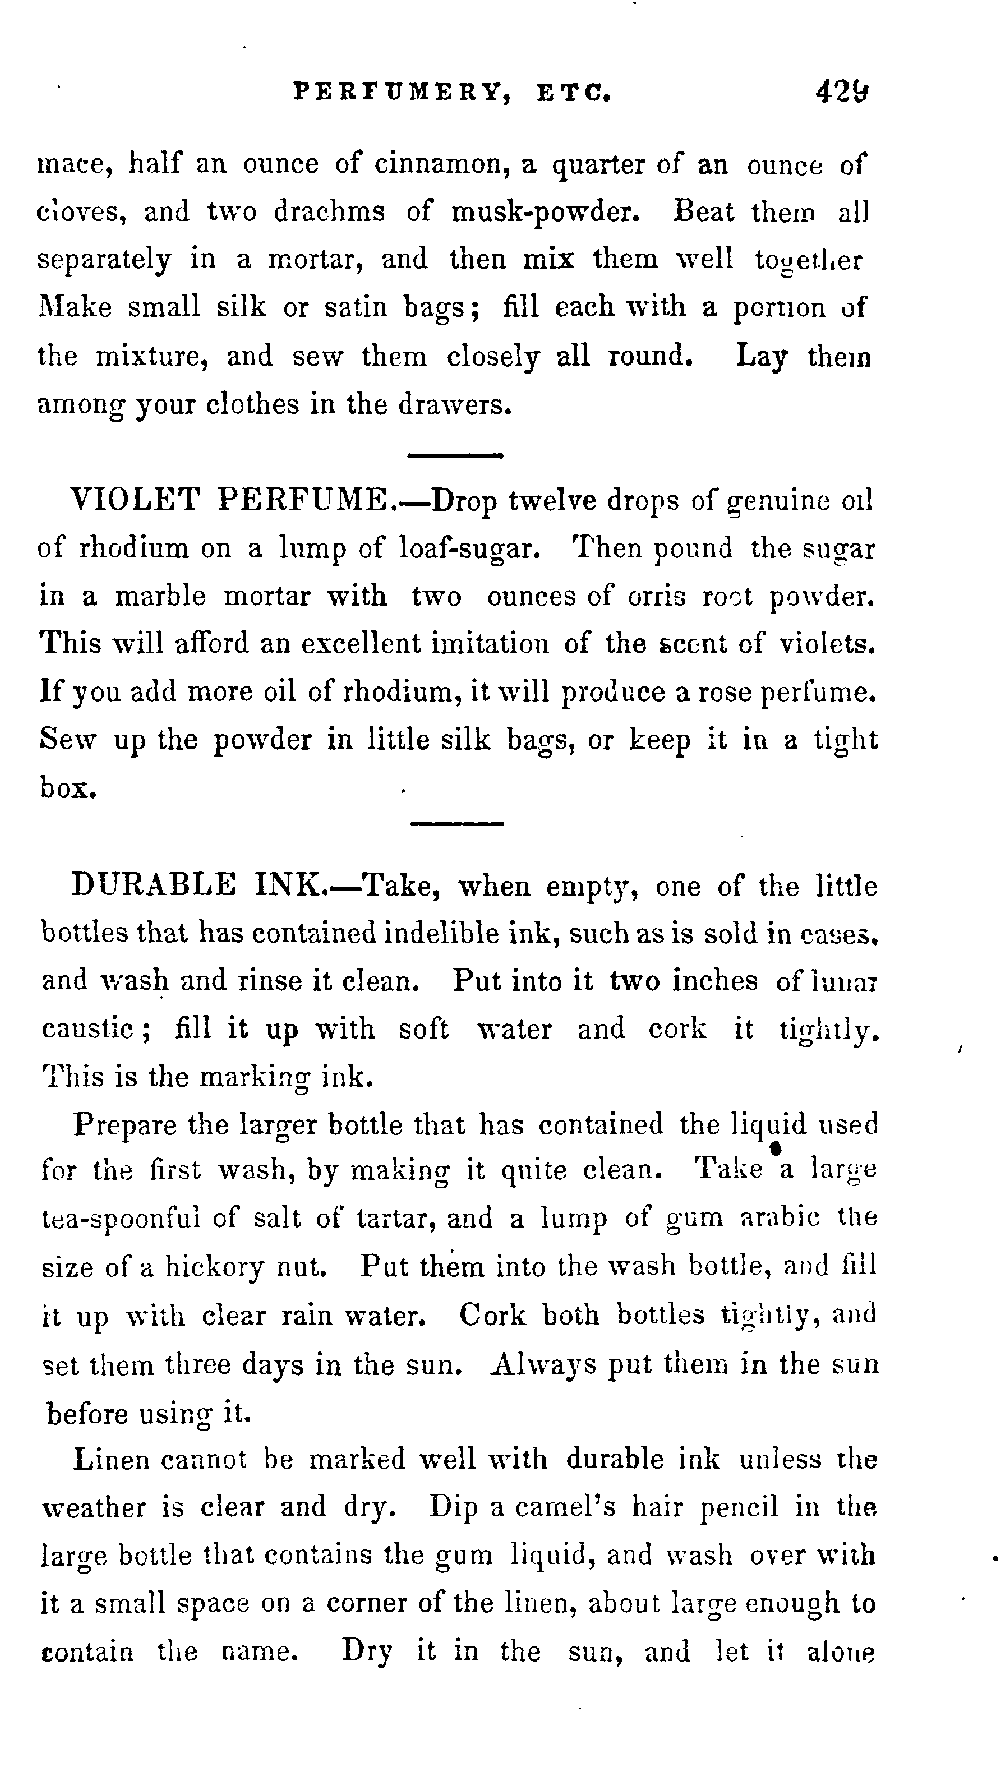 PERFUMERY, ETC. 429
mace, half an ounce of cinnamon, a quarter of an ounce of
cloves, and two drachms of musk-powder. Beat them all
separately in a mortar, and then mix them well together
Make small silk or satin bags; fill each with a portion of
the mixture, and sew them closely all round. Lay them
among your clothes in the drawers.
VIOLET PERFUME.—Drop twelve drops of genuine oil
of rhodium on a lump of loaf-sugar. Then pound the sugar
in a marble mortar with two ounces of orris root powder.
This will afford an excellent imitation of the scent of violets.
If you add more oil of rhodium, it will produce a rose perfume.
Sew up the powder in little silk bags, or keep it in a tight
box.
DURABLE INK.—Take, when empty, one of the little
bottles that has contained indelible ink, such as is sold in cases,
and wash and rinse it clean. Put into it two inches of lunar
caustic; fill it up with soft water and cork it tightly.
This is the marking ink.
Prepare the larger bottle that has contained the liquid used
for the first wash, by making it quite clean. Take a large
tea-spoonful of salt of tartar, and a lump of gum arabic the
size of a hickory nut. Put them into the wash bottle, and fill
it up with clear rain water. Cork both bottles tightly, and
set them three days in the sun. Always put them in the sun
before using it.
Linen cannot be marked well with durable ink unless the
weather is clear and dry. Dip a camel's hair pencil in the
large bottle that contains the gum liquid, and wash over with
it a small space on a corner of the linen, about large enough to
contain the name. Dry it in the sun, and let it alone